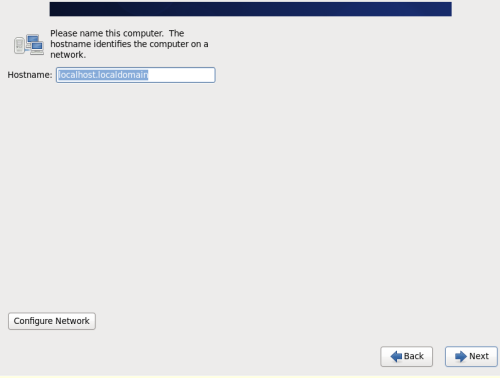 Please name this computer.  The
hostname identifies the computer on a
network.
Hostname: localhost.localdomain
Configure Network
Back Next